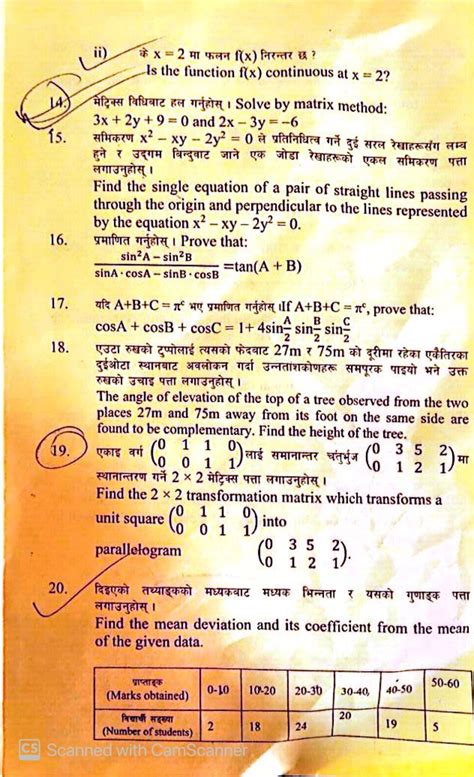 ii) के x = 2 मा फलन f(x) निरन्तर छ ?
Is the function f(x) continuous at x = 2?
14. मेट्रिक्स विधिबाट हल गर्नुहोस् । Solve by matrix method:
3x + 2y + 9 = 0 and 2x − 3y = −6
15. समिकरण x² − xy − 2y² = 0 ले प्रतिनिधित्व गर्ने दुई सरल रेखाहरूसँग लम्ब
हुने र उद्गम बिन्दुबाट जाने एक जोडा रेखाहरूको एकल समिकरण पत्ता
लगाउनुहोस् ।
Find the single equation of a pair of straight lines passing
through the origin and perpendicular to the lines represented
by the equation x² − xy − 2y² = 0.
16. प्रमाणित गर्नुहोस् । Prove that:
sin²A − sin²B
sinA · cosA − sinB · cosB
=tan(A + B)
17. यदि A+B+C = πᶜ भए प्रमाणित गर्नुहोस् ।If A+B+C = πᶜ, prove that:
cosA + cosB + cosC = 1+ 4sin A/2 sin B/2 sin C/2
18. एउटा रुखको टुप्पोलाई त्यसको फेदबाट 27m र 75m को दूरीमा रहेका एकैतिरका
दुईओटा स्थानबाट अवलोकन गर्दा उन्नतांशकोणहरू समपूरक पाइयो भने उक्त
रुखको उचाइ पत्ता लगाउनुहोस् ।
The angle of elevation of the top of a tree observed from the two
places 27m and 75m away from its foot on the same side are
found to be complementary. Find the height of the tree.
19. एकाइ वर्ग (0 1 1 0
0 0 1 1) लाई समानान्तर चतुर्भुज (0 3 5 2
0 1 2 1) मा
स्थानान्तरण गर्ने 2 × 2 मेट्रिक्स पत्ता लगाउनुहोस् ।
Find the 2 × 2 transformation matrix which transforms a
unit square (0 1 1 0
0 0 1 1) into
parallelogram (0 3 5 2
0 1 2 1).
20. दिइएको तथ्याङ्कको मध्यकबाट मध्यक भिन्नता र यसको गुणाङ्क पत्ता
लगाउनुहोस् ।
Find the mean deviation and its coefficient from the mean
of the given data.
प्राप्ताङ्क
(Marks obtained) 0-10 10-20 20-30 30-40 40-50 50-60
विद्यार्थी सङ्ख्या
(Number of students) 2 18 24 20 19 5
CS Scanned with CamScanner